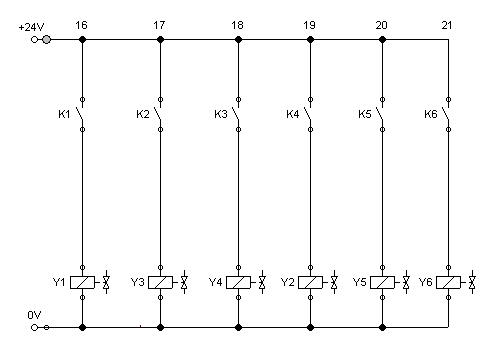 16 17 18 19 20 21
+24V
K1 K2 K3 K4 K5 K6
Y1 Y3 Y4 Y2 Y5 Y6
0V